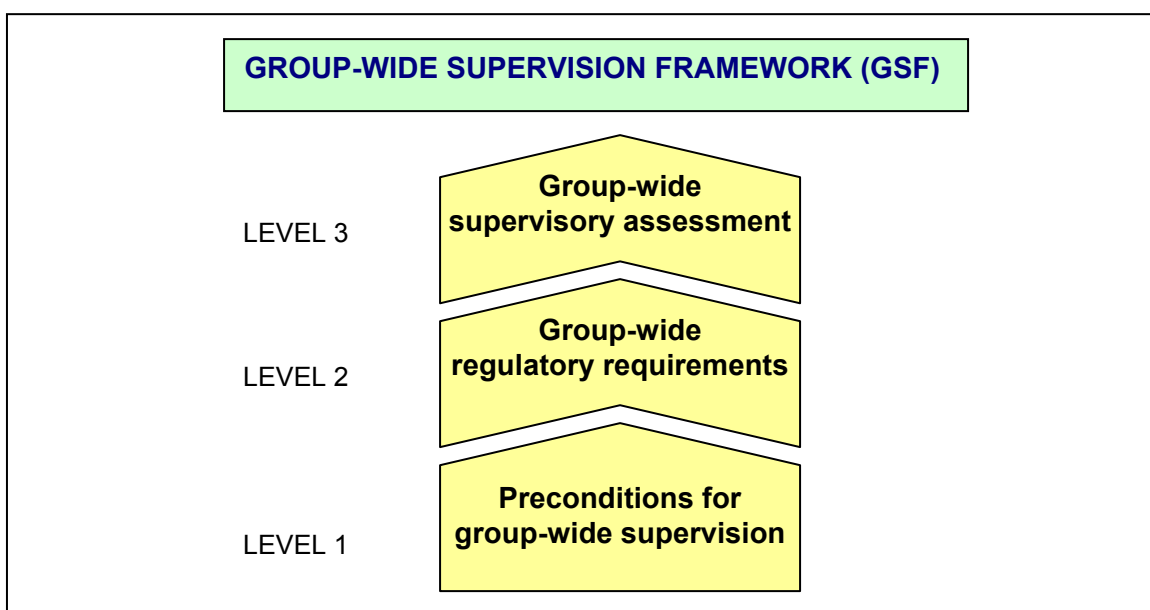 GROUP-WIDE SUPERVISION FRAMEWORK (GSF)
LEVEL 3
Group-wide
supervisory assessment
LEVEL 2
Group-wide
regulatory requirements
LEVEL 1
Preconditions for
group-wide supervision